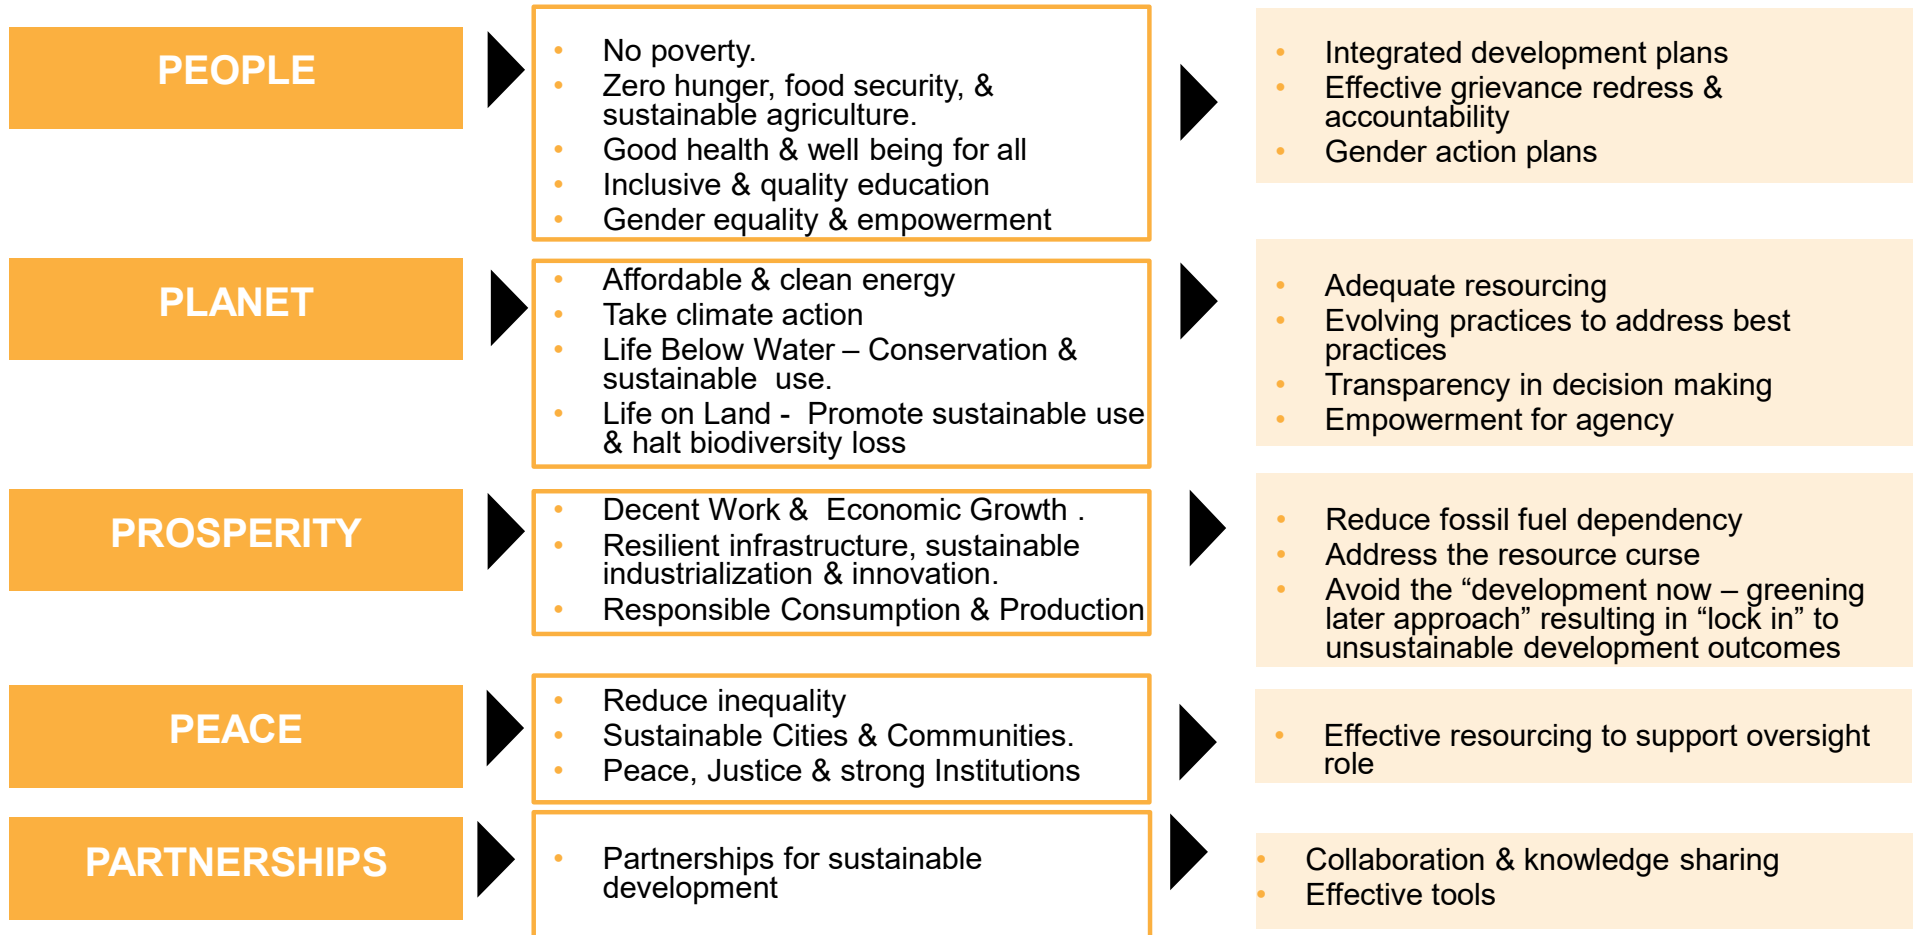 PEOPLE
• No poverty.
• Zero hunger, food security, &
sustainable agriculture.
• Good health & well being for all
• Inclusive & quality education
• Gender equality & empowerment
• Integrated development plans
• Effective grievance redress &
accountability
• Gender action plans
PLANET
• Affordable & clean energy
• Take climate action
• Life Below Water – Conservation &
sustainable use.
• Life on Land - Promote sustainable use
& halt biodiversity loss
• Adequate resourcing
• Evolving practices to address best
practices
• Transparency in decision making
• Empowerment for agency
PROSPERITY
• Decent Work & Economic Growth .
• Resilient infrastructure, sustainable
industrialization & innovation.
• Responsible Consumption & Production
• Reduce fossil fuel dependency
• Address the resource curse
• Avoid the “development now – greening
later approach” resulting in “lock in” to
unsustainable development outcomes
PEACE
• Reduce inequality
• Sustainable Cities & Communities.
• Peace, Justice & strong Institutions
• Effective resourcing to support oversight
role
PARTNERSHIPS
• Partnerships for sustainable
development
• Collaboration & knowledge sharing
• Effective tools